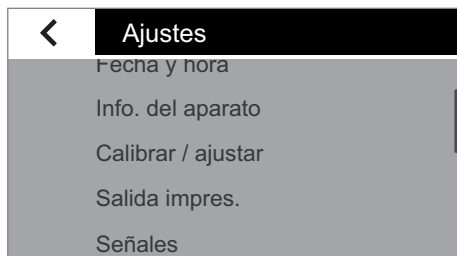 Ajustes
Fecha y hora
Info. del aparato
Calibrar / ajustar
Salida impres.
Señales